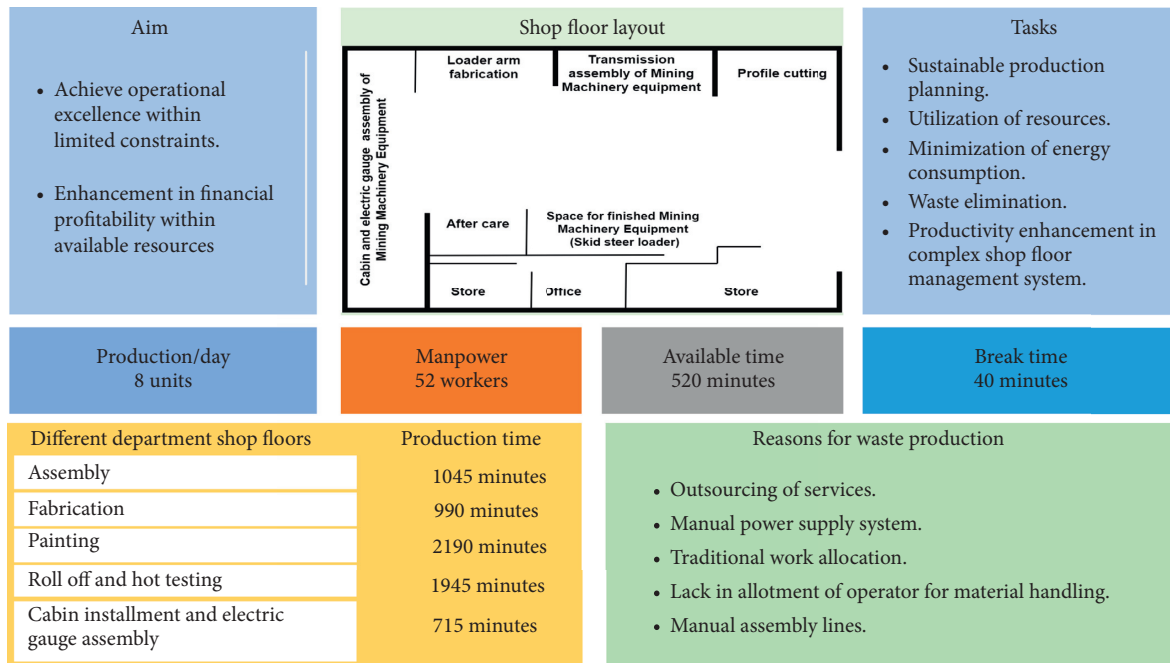 Aim
• Achieve operational
excellence within
limited constraints.
• Enhancement in financial
profitability within
available resources
Shop floor layout
Cabin and electric gauge assembly of
Mining Machinery Equipment
Loader arm
fabrication
Transmission
assembly of Mining
Machinery equipment
Profile cutting
After care
Space for finished Mining
Machinery Equipment
(Skid steer loader)
Store
Office
Store
Tasks
• Sustainable production
planning.
• Utilization of resources.
• Minimization of energy
consumption.
• Waste elimination.
• Productivity enhancement in
complex shop floor
management system.
Production/day
8 units
Manpower
52 workers
Available time
520 minutes
Break time
40 minutes
Different department shop floors Production time
Assembly 1045 minutes
Fabrication 990 minutes
Painting 2190 minutes
Roll off and hot testing 1945 minutes
Cabin installment and electric
gauge assembly 715 minutes
Reasons for waste production
• Outsourcing of services.
• Manual power supply system.
• Traditional work allocation.
• Lack in allotment of operator for material handling.
• Manual assembly lines.